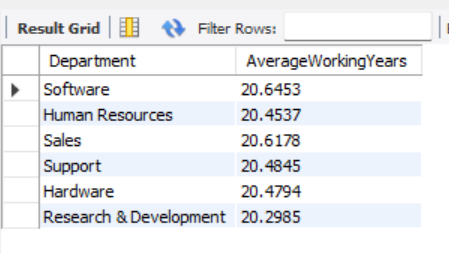 Result Grid Filter Rows:
Department AverageWorkingYears
Software 20.6453
Human Resources 20.4537
Sales 20.6178
Support 20.4845
Hardware 20.4794
Research & Development 20.2985